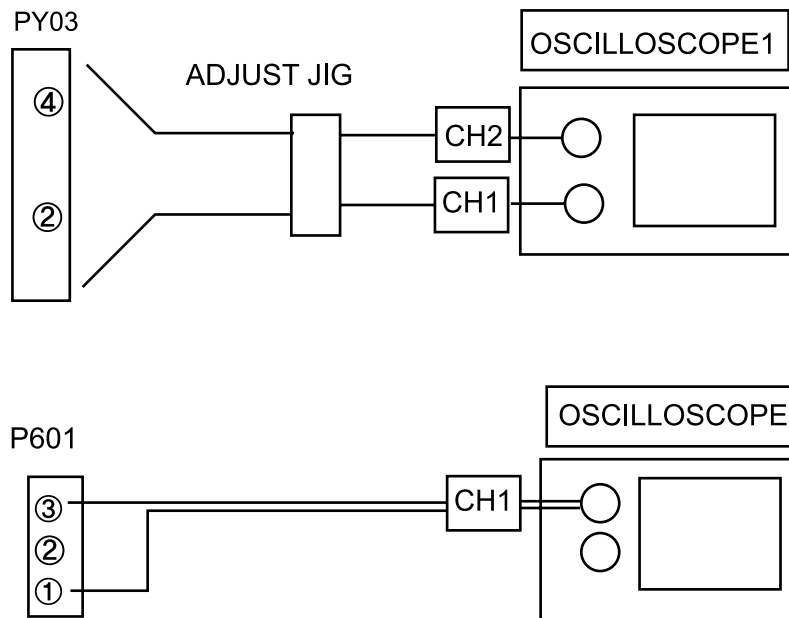 PY03
OSCILLOSCOPE1
④
ADJUST JIG
CH2
②
CH1
P601
OSCILLOSCOPE
③
CH1
②
①